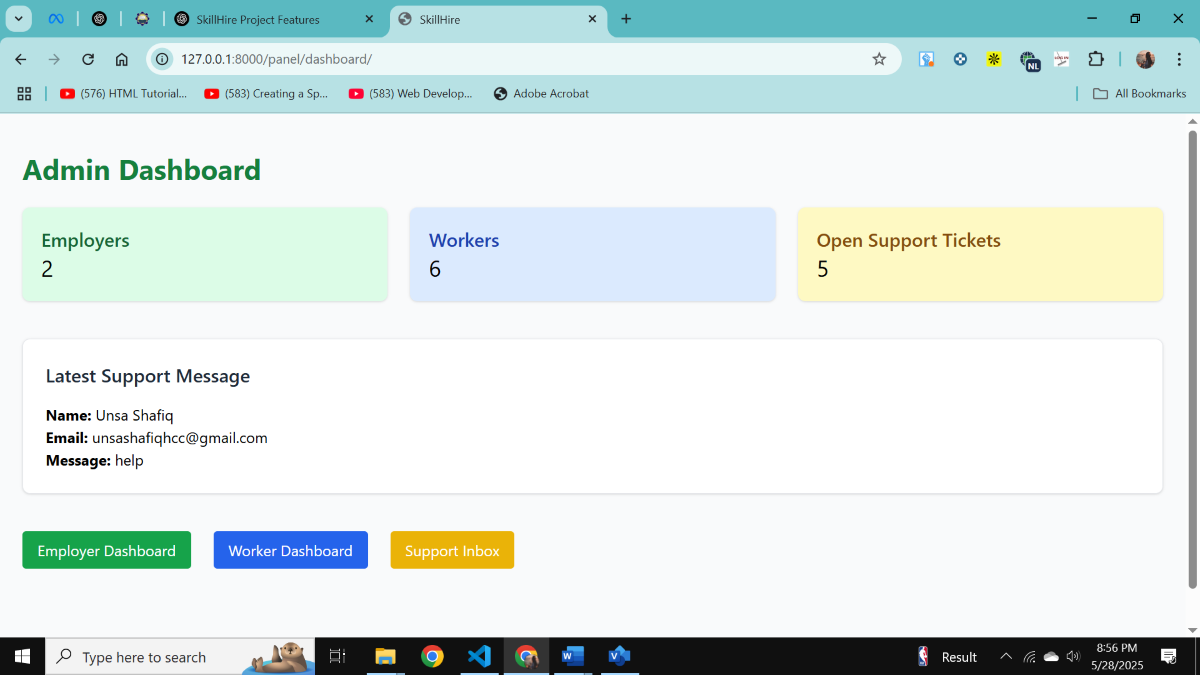 SkillHire Project Features
SkillHire
127.0.0.1:8000/panel/dashboard/
NL
(576) HTML Tutorial...
(583) Creating a Sp...
(583) Web Develop...
Adobe Acrobat
All Bookmarks
Admin Dashboard
Employers
2
Workers
6
Open Support Tickets
5
Latest Support Message
Name: Unsa Shafiq
Email: unsashafiqhcc@gmail.com
Message: help
Employer Dashboard
Worker Dashboard
Support Inbox
Type here to search
Result
8:56 PM
5/28/2025